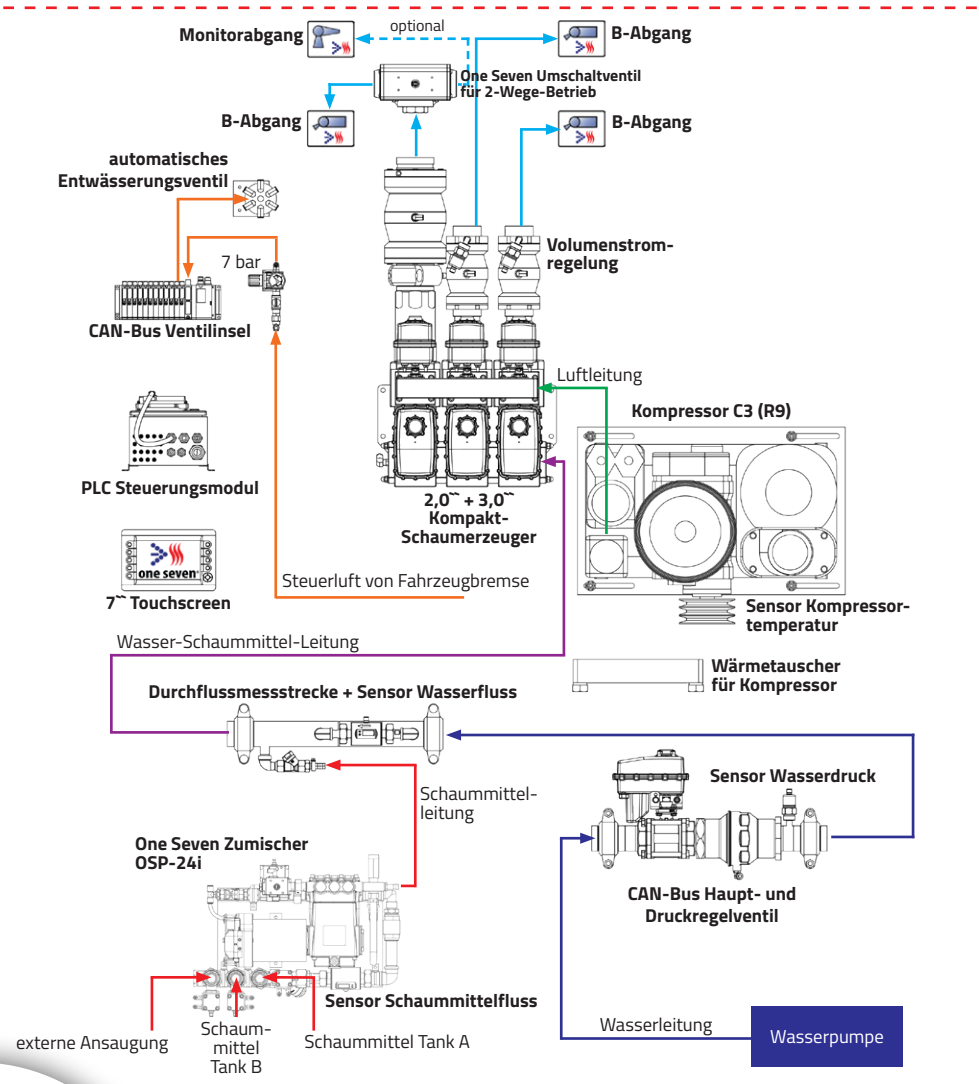 optional
Monitorabgang
B-Abgang
One Seven Umschaltventil
für 2-Wege-Betrieb
B-Abgang
B-Abgang
automatisches
Entwässerungsventil
Volumenstrom-
regelung
7 bar
CAN-Bus Ventilinsel
Luftleitung
Kompressor C3 (R9)
PLC Steuerungsmodul
2,0˜ + 3,0˜
Kompakt-
Schaumerzeuger
one seven
7˜ Touchscreen
Steuerluft von Fahrzeugbremse
Sensor Kompressor-
temperatur
Wasser-Schaummittel-Leitung
Wärmetauscher
für Kompressor
Durchflussmessstrecke + Sensor Wasserfluss
Sensor Wasserdruck
Schaummittel-
leitung
One Seven Zumischer
OSP-24i
CAN-Bus Haupt- und
Druckregelventil
Sensor Schaummittelfluss
externe Ansaugung
Schaum-
mittel
Tank B
Schaummittel Tank A
Wasserleitung
Wasserpumpe